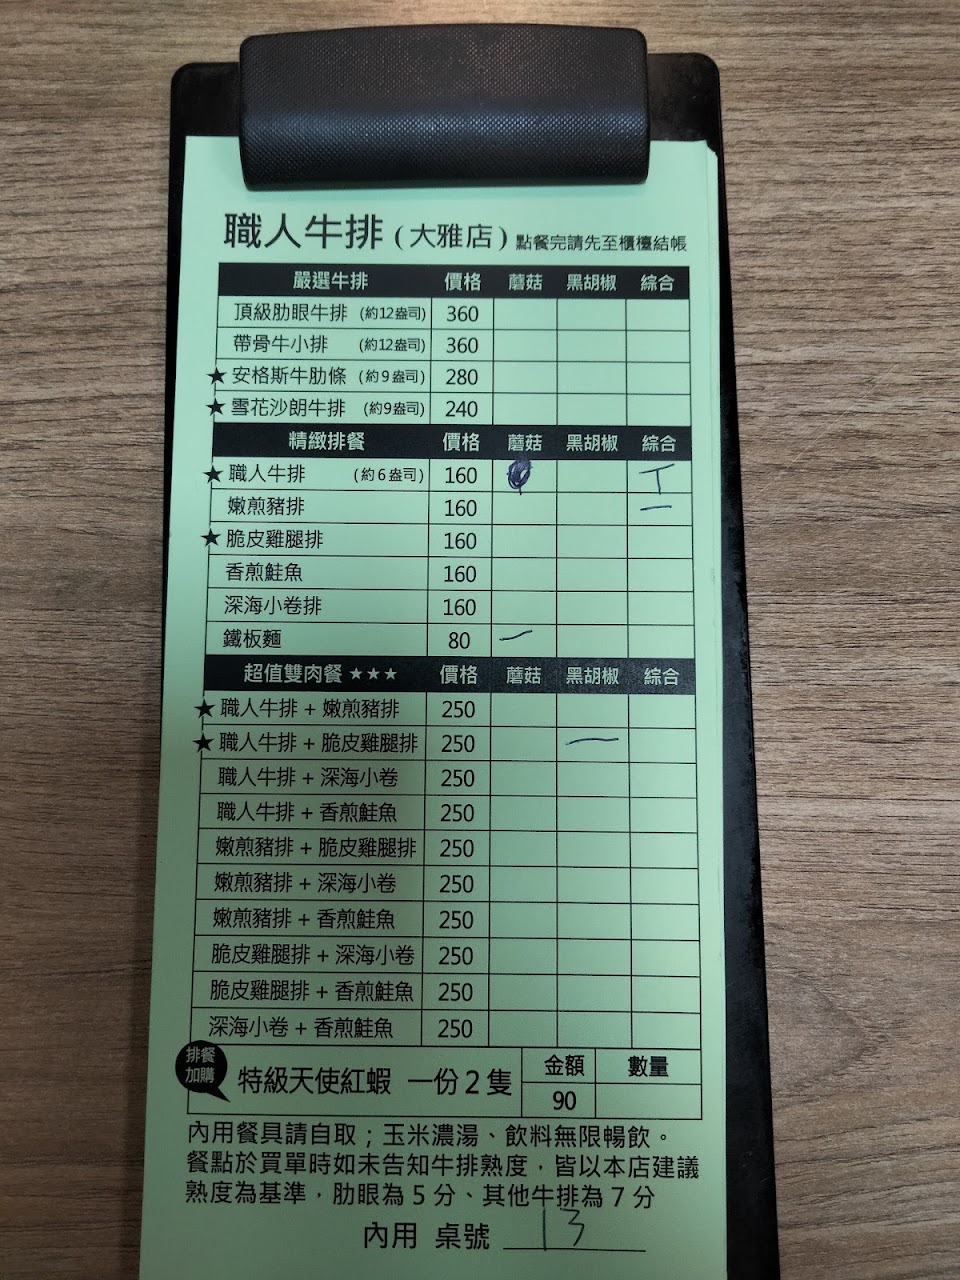 職人牛排(大雅店) 點餐完請先至櫃檯結帳
嚴選牛排 價格 蘑菇 黑胡椒 綜合
頂級肋眼牛排 (約12盎司) 360
帶骨牛小排 (約12盎司) 360
★安格斯牛肋條 (約9盎司) 280
★雪花沙朗牛排 (約9盎司) 240
精緻排餐 價格 蘑菇 黑胡椒 綜合
★職人牛排 (約6盎司) 160 丅
嫩煎豬排 160 一
★脆皮雞腿排 160
香煎鮭魚 160
深海小卷排 160
鐵板麵 80 一
超值雙肉餐★★★ 價格 蘑菇 黑胡椒 綜合
★職人牛排+嫩煎豬排 250
★職人牛排+脆皮雞腿排 250 一
職人牛排+深海小卷 250
職人牛排+香煎鮭魚 250
嫩煎豬排+脆皮雞腿排 250
嫩煎豬排+深海小卷 250
嫩煎豬排+香煎鮭魚 250
脆皮雞腿排+深海小卷 250
脆皮雞腿排+香煎鮭魚 250
深海小卷+香煎鮭魚 250
排餐加購 特級天使紅蝦 一份2隻 金額 數量
90
內用餐具請自取;玉米濃湯、飲料無限暢飲。
餐點於買單時如未告知牛排熟度,皆以本店建議
熟度為基準,肋眼為5分、其他牛排為7分
內用 桌號 13